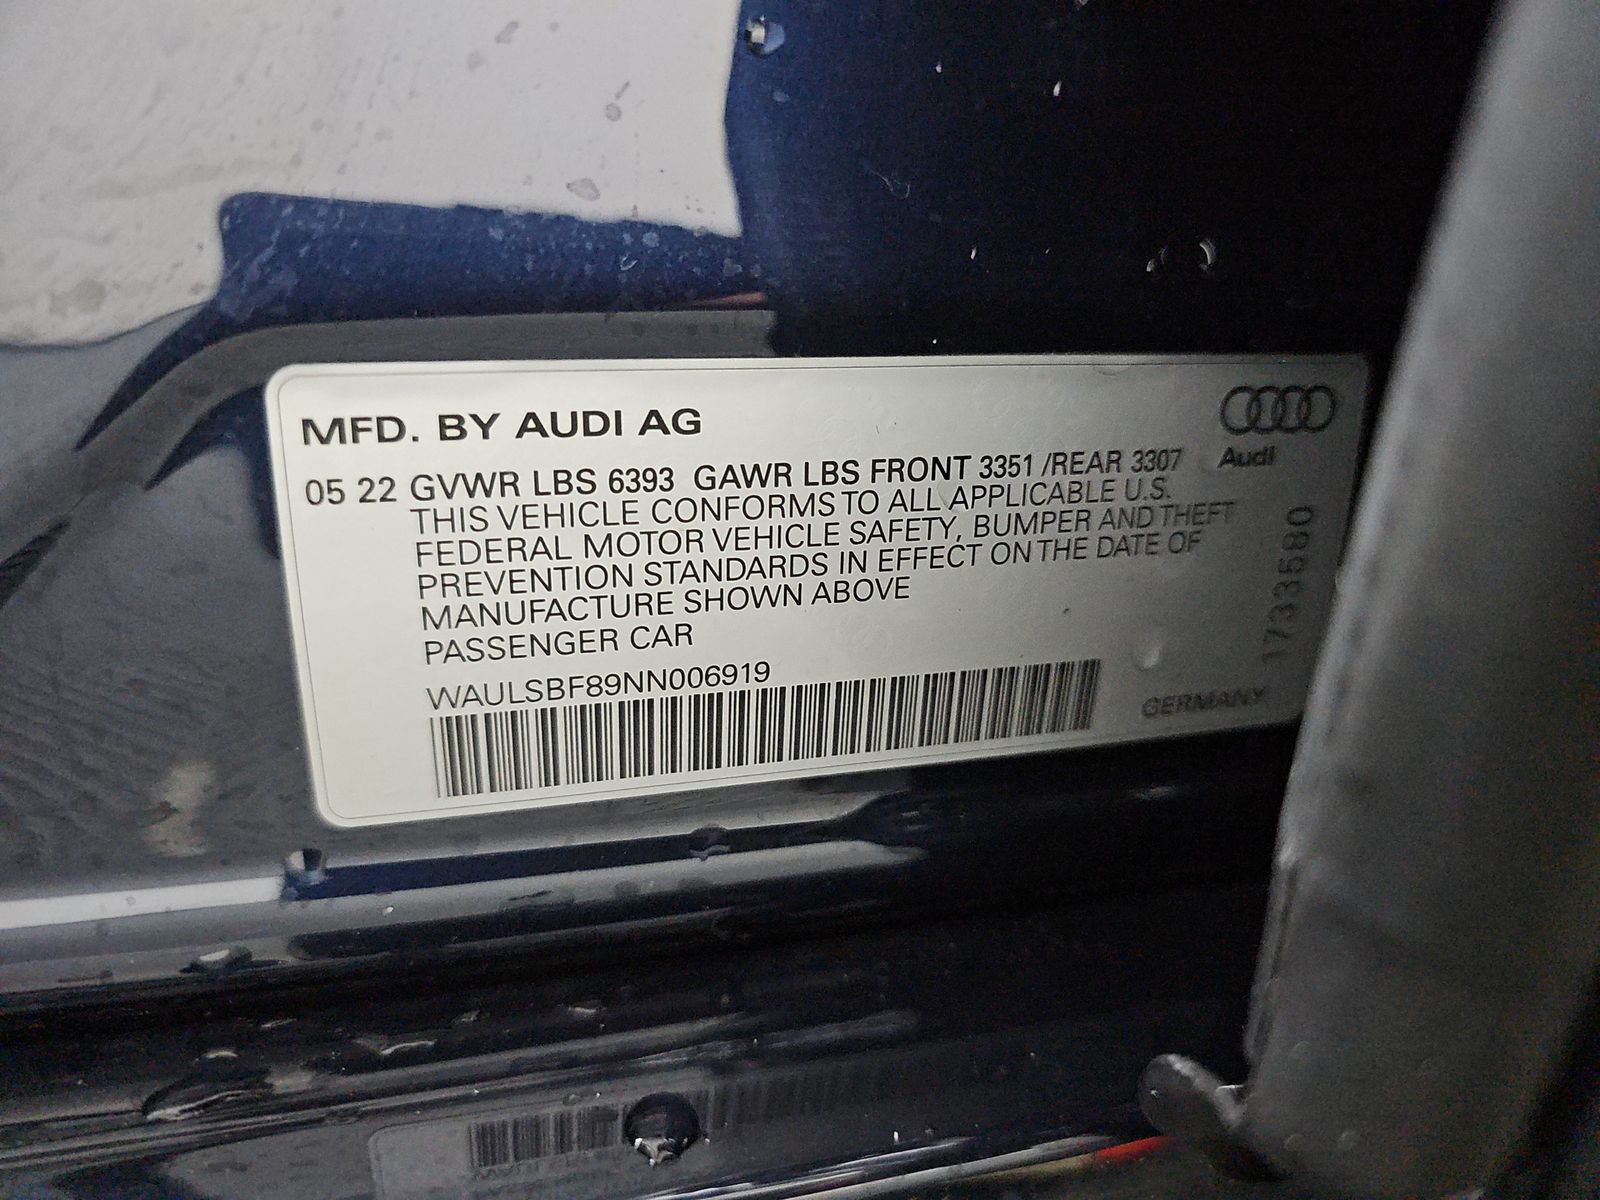 MFD. BY AUDI AG
Audi
05 22 GVWR LBS 6393 GAWR LBS FRONT 3351 /REAR 3307
THIS VEHICLE CONFORMS TO ALL APPLICABLE U.S.
FEDERAL MOTOR VEHICLE SAFETY, BUMPER AND THEFT
PREVENTION STANDARDS IN EFFECT ON THE DATE OF
MANUFACTURE SHOWN ABOVE
PASSENGER CAR
WAULSBF89NN006919
1733580
GERMANY